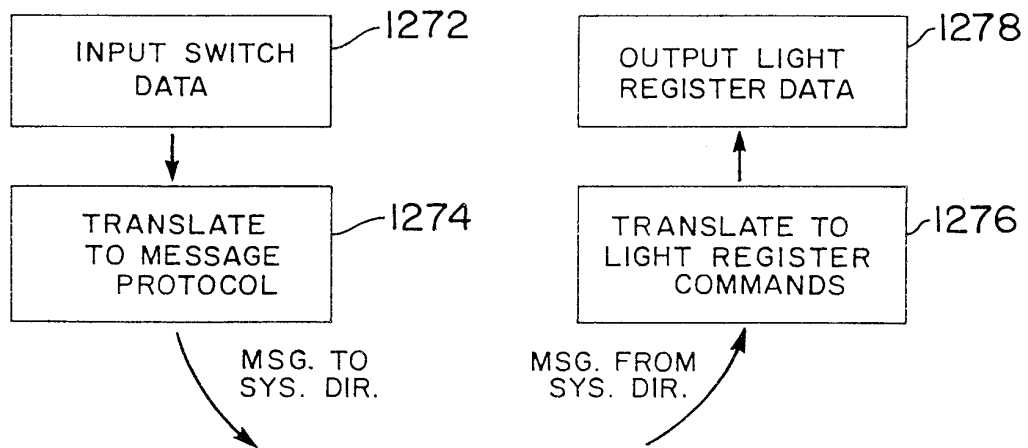 INPUT SWITCH
DATA
1272
TRANSLATE
TO MESSAGE
PROTOCOL
1274
MSG. TO
SYS. DIR.
OUTPUT LIGHT
REGISTER DATA
1278
TRANSLATE TO
LIGHT REGISTER
COMMANDS
1276
MSG. FROM
SYS. DIR.